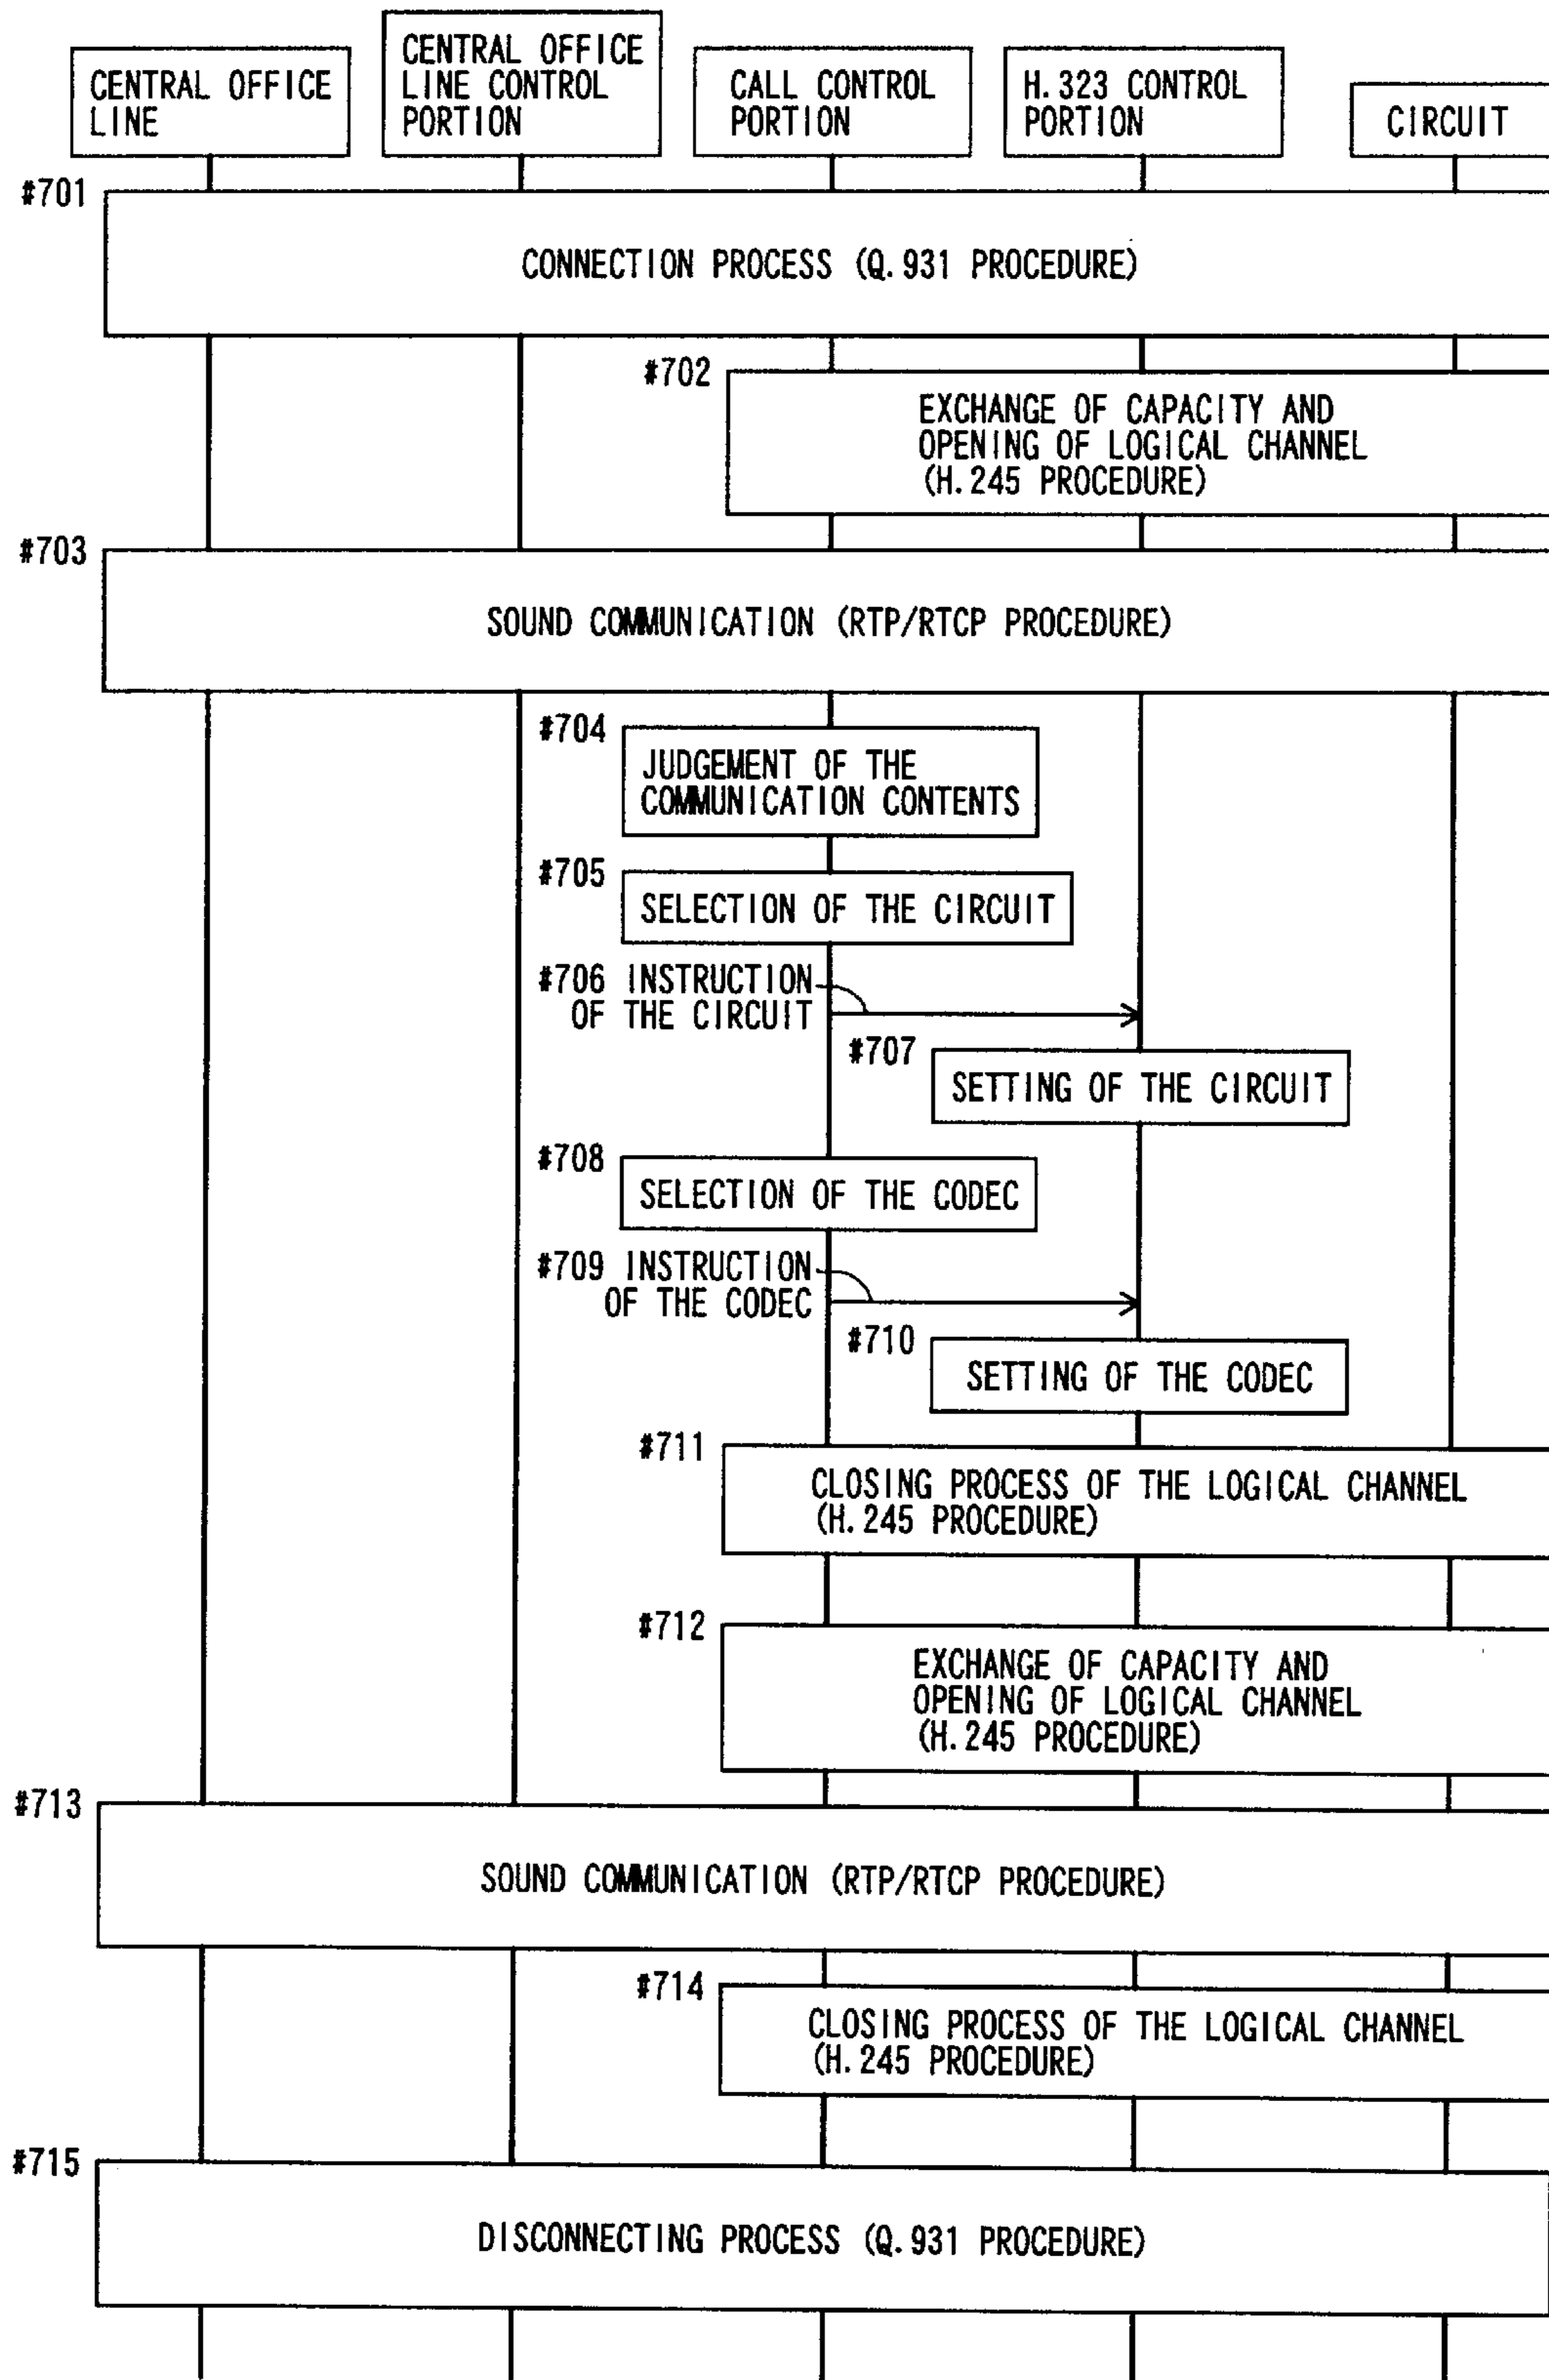 CENTRAL OFFICE
LINE
CENTRAL OFFICE
LINE CONTROL
PORTION
CALL CONTROL
PORTION
H.323 CONTROL
PORTION
CIRCUIT
#701
CONNECTION PROCESS (Q.931 PROCEDURE)
#702
EXCHANGE OF CAPACITY AND
OPENING OF LOGICAL CHANNEL
(H.245 PROCEDURE)
#703
SOUND COMMUNICATION (RTP/RTCP PROCEDURE)
#704
JUDGEMENT OF THE
COMMUNICATION CONTENTS
#705
SELECTION OF THE CIRCUIT
#706 INSTRUCTION
OF THE CIRCUIT
#707
SETTING OF THE CIRCUIT
#708
SELECTION OF THE CODEC
#709 INSTRUCTION
OF THE CODEC
#710
SETTING OF THE CODEC
#711
CLOSING PROCESS OF THE LOGICAL CHANNEL
(H.245 PROCEDURE)
#712
EXCHANGE OF CAPACITY AND
OPENING OF LOGICAL CHANNEL
(H.245 PROCEDURE)
#713
SOUND COMMUNICATION (RTP/RTCP PROCEDURE)
#714
CLOSING PROCESS OF THE LOGICAL CHANNEL
(H.245 PROCEDURE)
#715
DISCONNECTING PROCESS (Q.931 PROCEDURE)